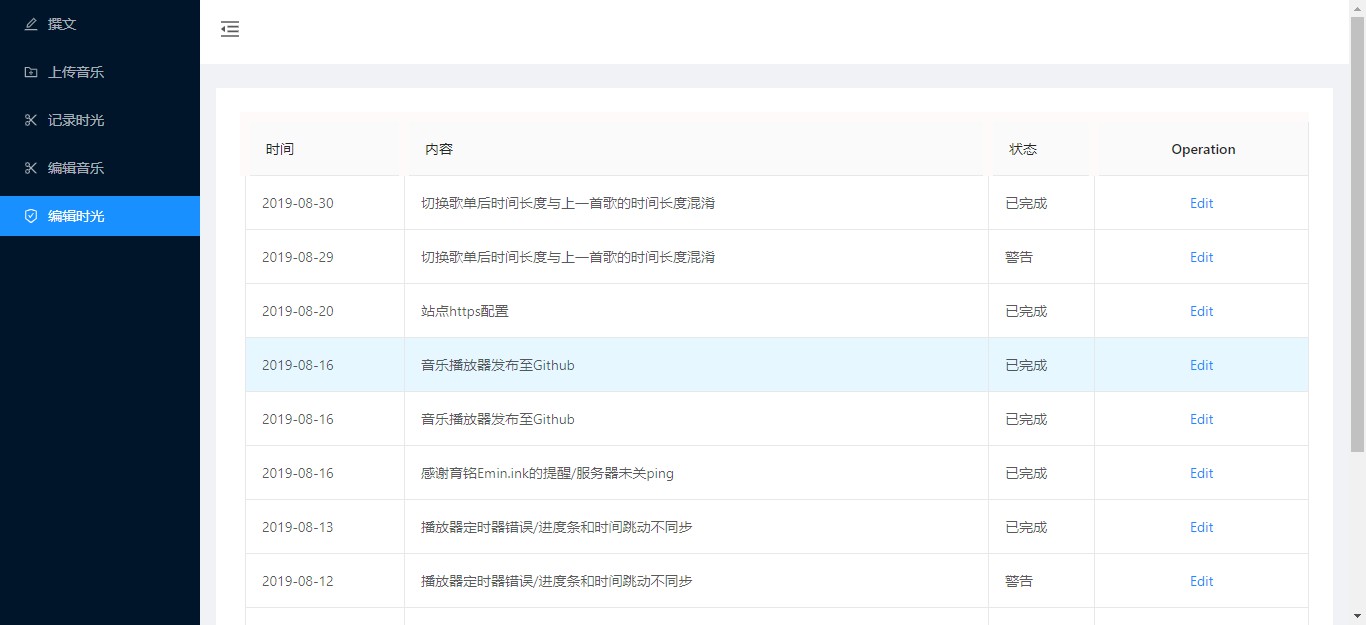 撰文
上传音乐
记录时光
编辑音乐
编辑时光
时间 内容 状态 Operation
2019-08-30 切换歌单后时间长度与上一首歌的时间长度混淆 已完成 Edit
2019-08-29 切换歌单后时间长度与上一首歌的时间长度混淆 警告 Edit
2019-08-20 站点https配置 已完成 Edit
2019-08-16 音乐播放器发布至Github 已完成 Edit
2019-08-16 音乐播放器发布至Github 已完成 Edit
2019-08-16 感谢育铭Emin.ink的提醒/服务器未关ping 已完成 Edit
2019-08-13 播放器定时器错误/进度条和时间跳动不同步 已完成 Edit
2019-08-12 播放器定时器错误/进度条和时间跳动不同步 警告 Edit